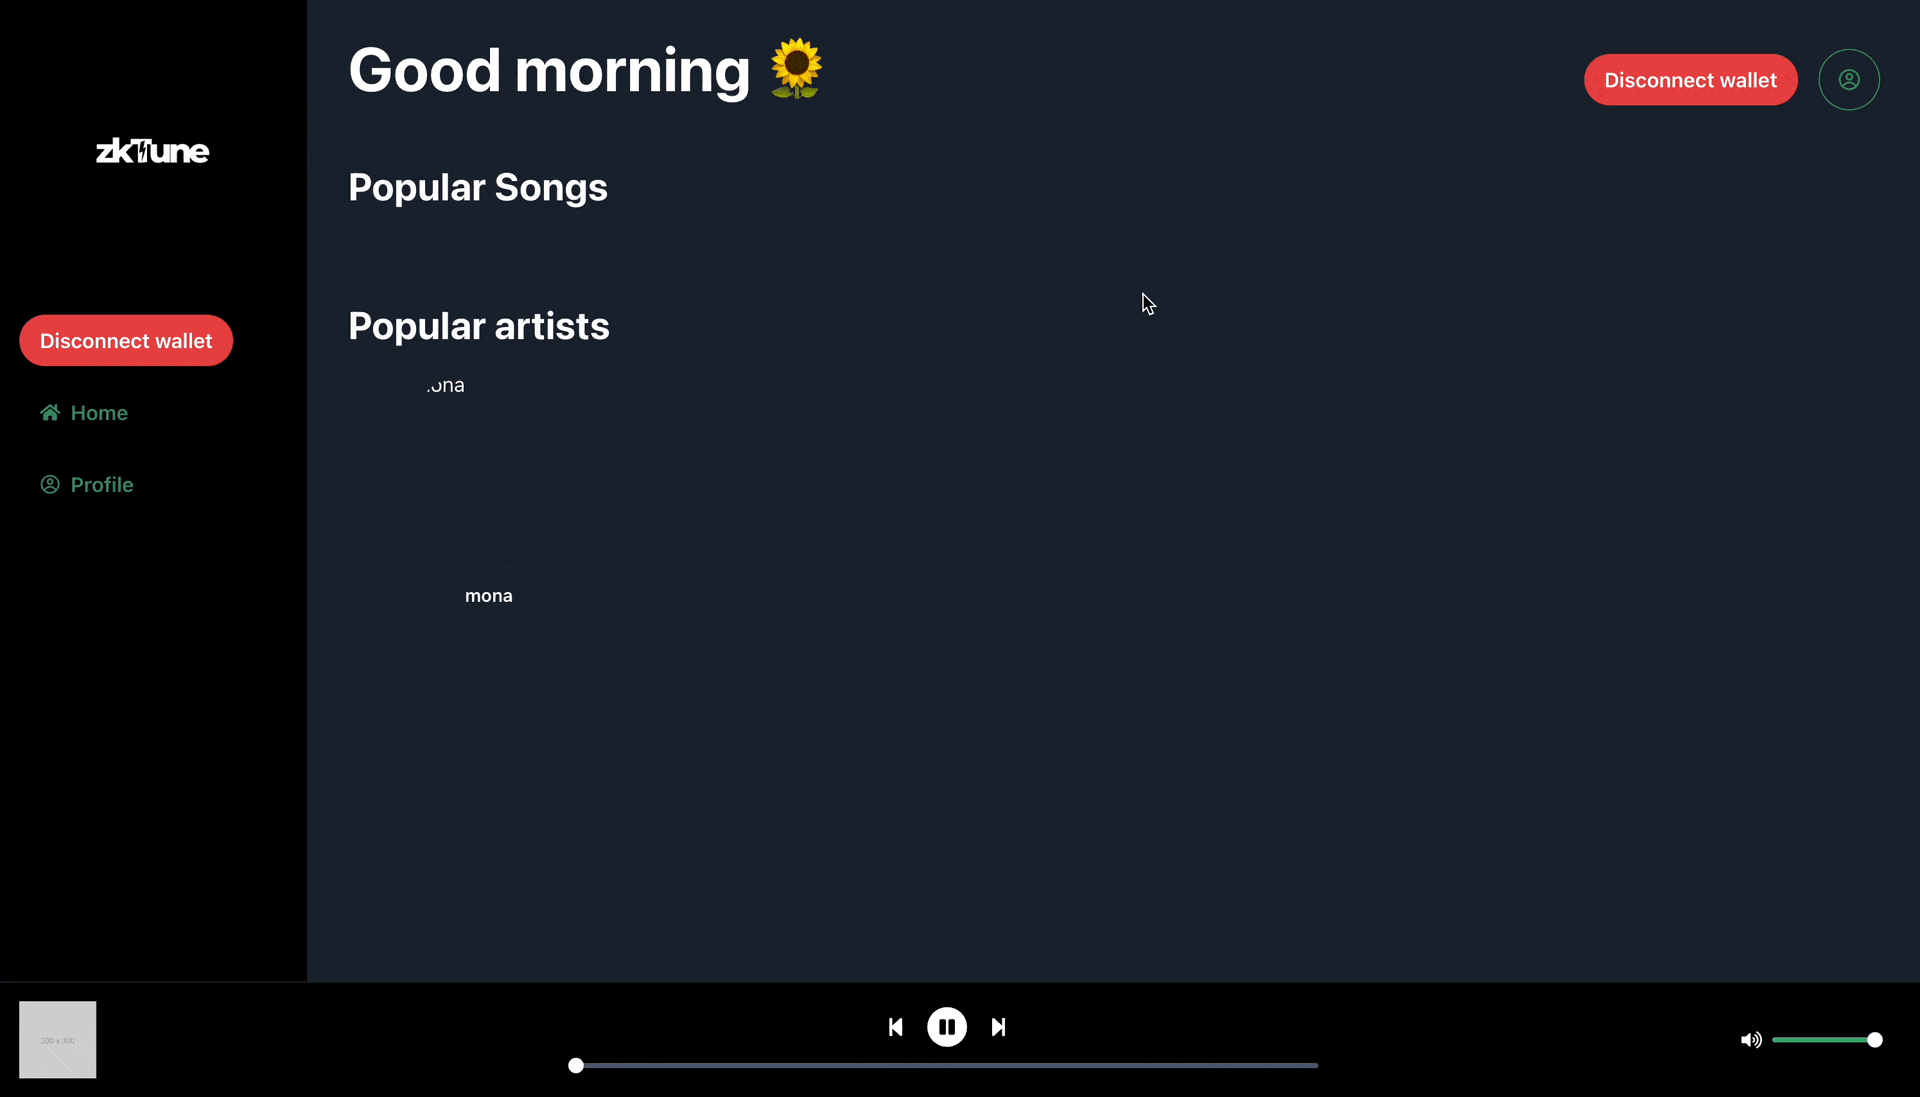 zkTune
Disconnect wallet
Home
Profile
Good morning 🌻
Disconnect wallet
Popular Songs
Popular artists
ona
mona
300 x 300